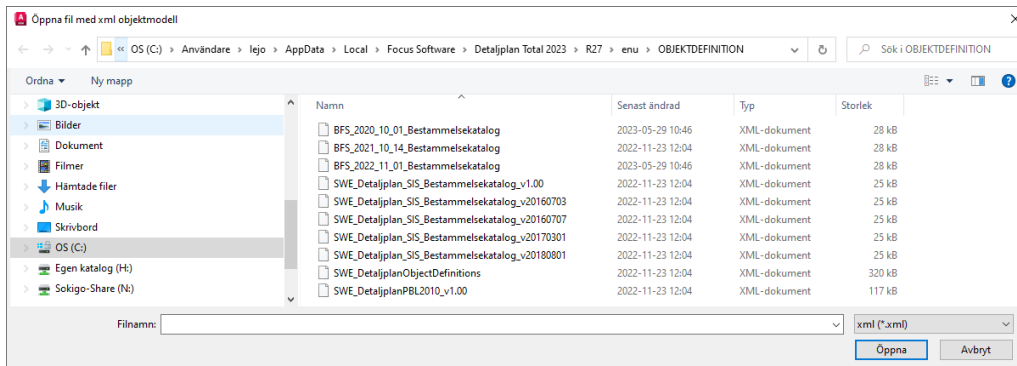 Öppna fil med xml objektmodell
« OS (C:) › Användare › lejo › AppData › Local › Focus Software › Detaljplan Total 2023 › R27 › enu › OBJEKTDEFINITION
Sök i OBJEKTDEFINITION
Ordna Ny mapp
3D-objekt
Bilder
Dokument
Filmer
Hämtade filer
Musik
Skrivbord
OS (C:)
Egen katalog (H:)
Sokigo-Share (N:)
Namn Senast ändrad Typ Storlek
BFS_2020_10_01_Bestammelsekatalog 2023-05-29 10:46 XML-dokument 28 kB
BFS_2021_10_14_Bestammelsekatalog 2022-11-23 12:04 XML-dokument 28 kB
BFS_2022_11_01_Bestammelsekatalog 2023-05-29 10:46 XML-dokument 28 kB
SWE_Detaljplan_SIS_Bestammelsekatalog_v1.00 2022-11-23 12:04 XML-dokument 25 kB
SWE_Detaljplan_SIS_Bestammelsekatalog_v20160703 2022-11-23 12:04 XML-dokument 25 kB
SWE_Detaljplan_SIS_Bestammelsekatalog_v20160707 2022-11-23 12:04 XML-dokument 25 kB
SWE_Detaljplan_SIS_Bestammelsekatalog_v20170301 2022-11-23 12:04 XML-dokument 25 kB
SWE_Detaljplan_SIS_Bestammelsekatalog_v20180801 2022-11-23 12:04 XML-dokument 25 kB
SWE_DetaljplanObjectDefinitions 2022-11-23 12:04 XML-dokument 320 kB
SWE_DetaljplanPBL2010_v1.00 2022-11-23 12:04 XML-dokument 117 kB
Filnamn: xml (*.xml)
Öppna Avbryt